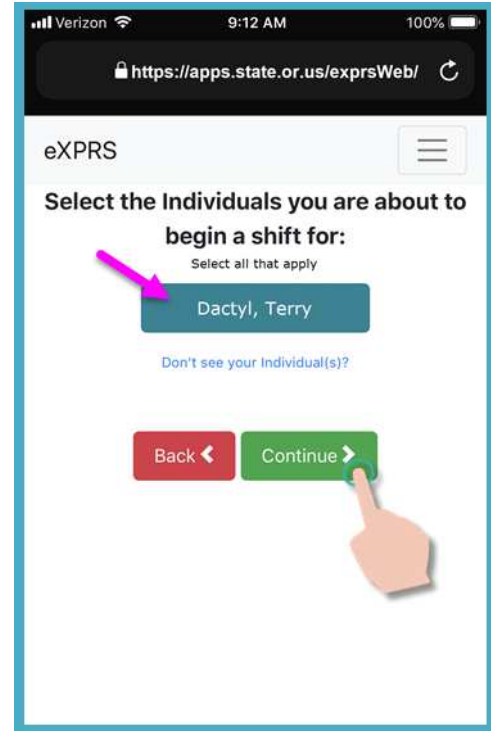 Verizon 9:12 AM 100%
https://apps.state.or.us/exprsWeb/
eXPRS
Select the Individuals you are about to
begin a shift for:
Select all that apply
Dactyl, Terry
Don't see your Individual(s)?
Back Continue